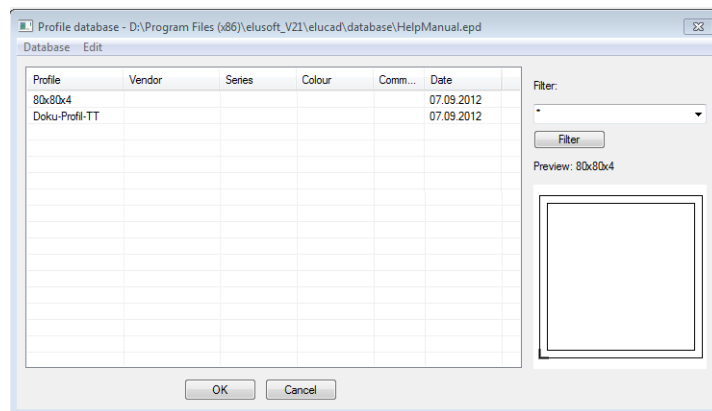 Profile database - D:\Program Files (x86)\elusoft_V21\elucad\database\HelpManual.epd
Database Edit
Profile Vendor Series Colour Comm... Date
80x80x4 07.09.2012
Doku-Profil-TT 07.09.2012
Filter:
*
Filter
Preview: 80x80x4
OK Cancel